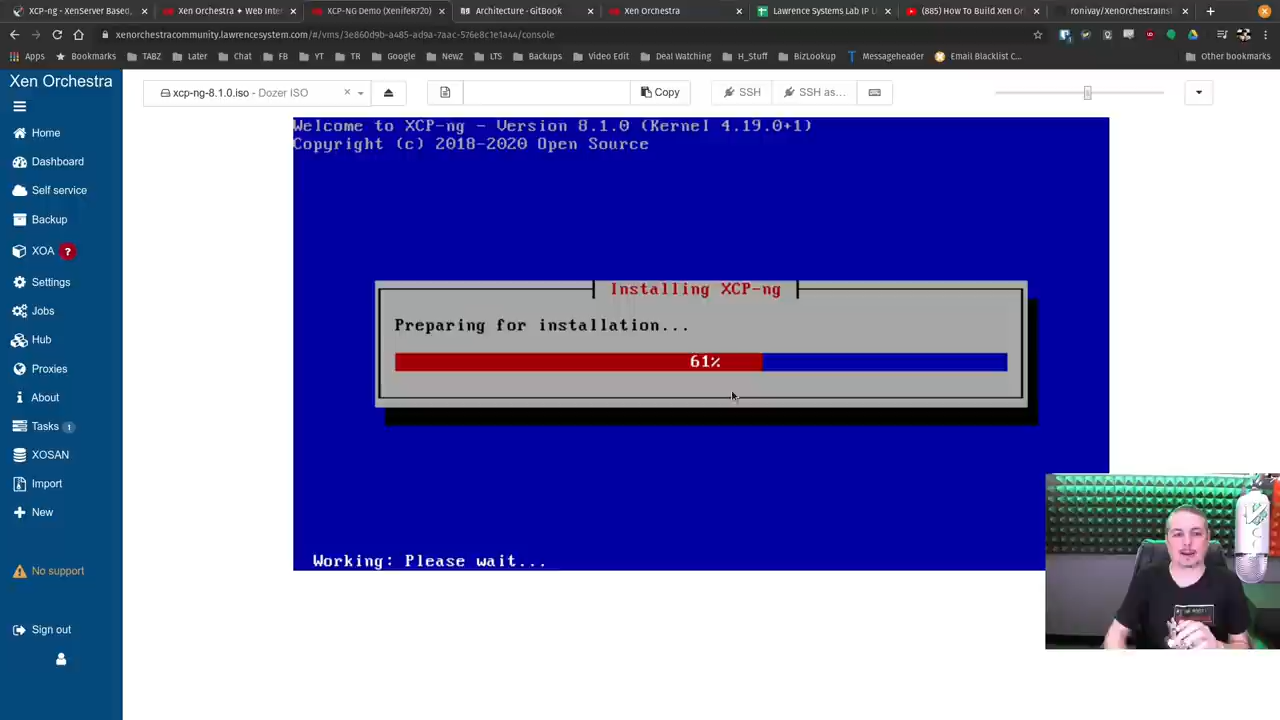 XCP-ng - XenServer Based,
Xen Orchestra ✦ Web Inter
XCP-NG Demo (XenifeR720)
Architecture - GitBook
Xen Orchestra
Lawrence Systems Lab IP Li
(885) How To Build Xen Or
ronivay/XenOrchestraInst
xenorchestracommunity.lawrencesystem.com/#/vms/3e860d9b-a485-ad9a-7aac-576e8c1e1a44/console
Apps
Bookmarks
TABZ
Later
Chat
FB
YT
TR
Google
NewZ
LTS
Backups
Video Edit
Deal Watching
H_Stuff
BizLookup
Messageheader
Email Blacklist C...
Other bookmarks
Xen Orchestra
xcp-ng-8.1.0.iso - Dozer ISO
Copy
SSH
SSH as...
Home
Dashboard
Self service
Backup
XOA ?
Settings
Jobs
Hub
Proxies
About
Tasks 1
XOSAN
Import
New
No support
Sign out
Welcome to XCP-ng - Version 8.1.0 (Kernel 4.19.0+1)
Copyright (c) 2018-2020 Open Source
Installing XCP-ng
Preparing for installation...
61%
Working: Please wait...